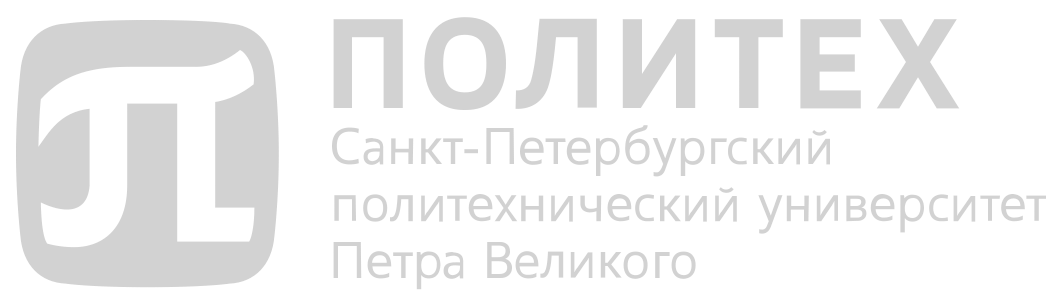 ПОЛИТЕХ
Санкт-Петербургский
политехнический университет
Петра Великого